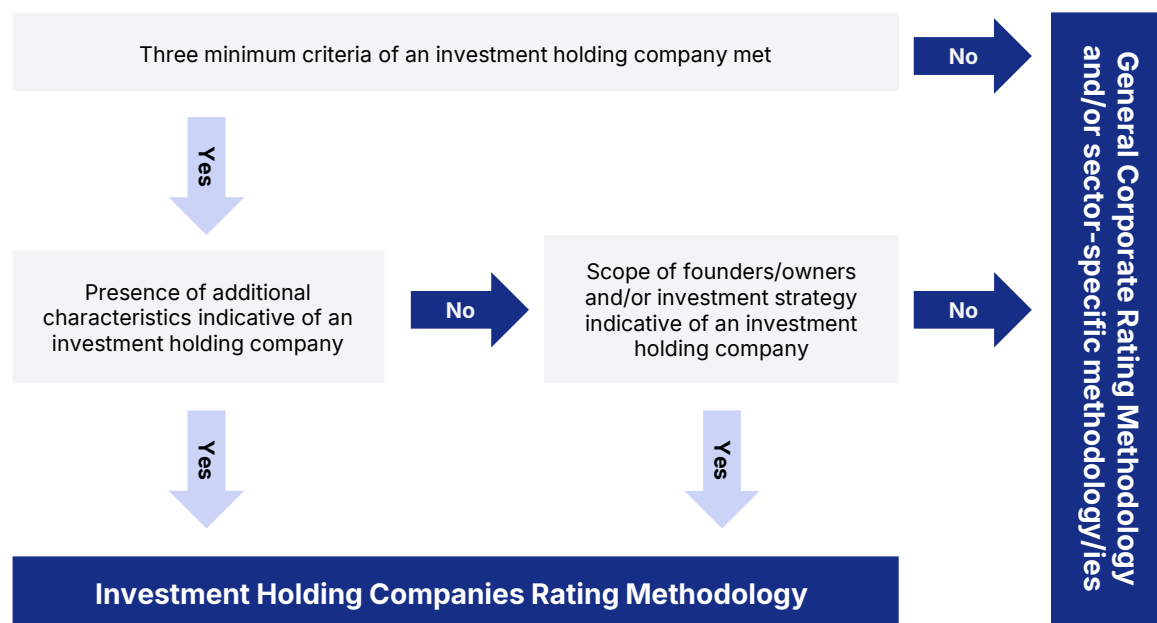 Three minimum criteria of an investment holding company met
No
General Corporate Rating Methodology
and/or sector-specific methodology/ies
Yes
Presence of additional
characteristics indicative of an
investment holding company
No
Scope of founders/owners
and/or investment strategy
indicative of an investment
holding company
No
Yes
Yes
Investment Holding Companies Rating Methodology